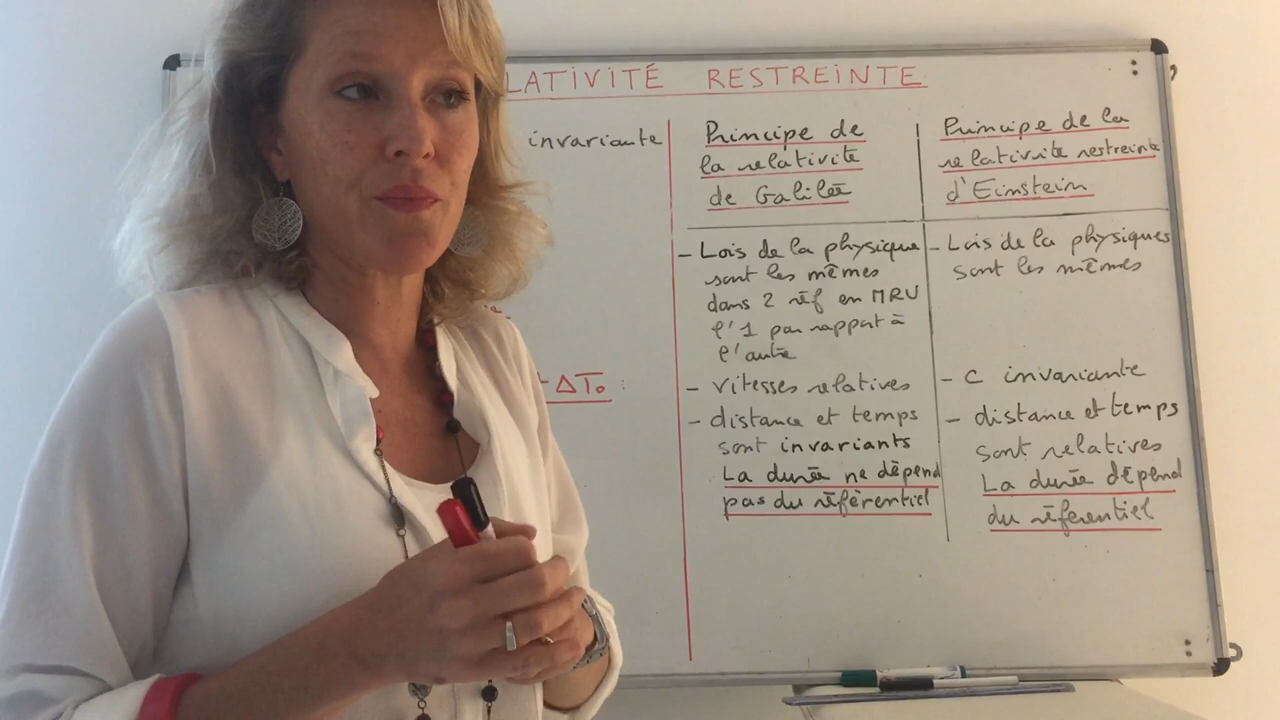 LATIVITÉ RESTREINTE
invariante
ΔT₀ :
Principe de
la relativité
de Galilée
- Lois de la physique
sont les mêmes
dans 2 réf en MRU
l'1 par rapport à
l'autre
- vitesses relatives
- distance et temps
sont invariants
La durée ne dépend
pas du référentiel
Principe de la
relativité restreinte
d'Einstein
- Lois de la physiques
sont les mêmes
- C invariante
- distance et temps
sont relatives
La durée dépend
du référentiel